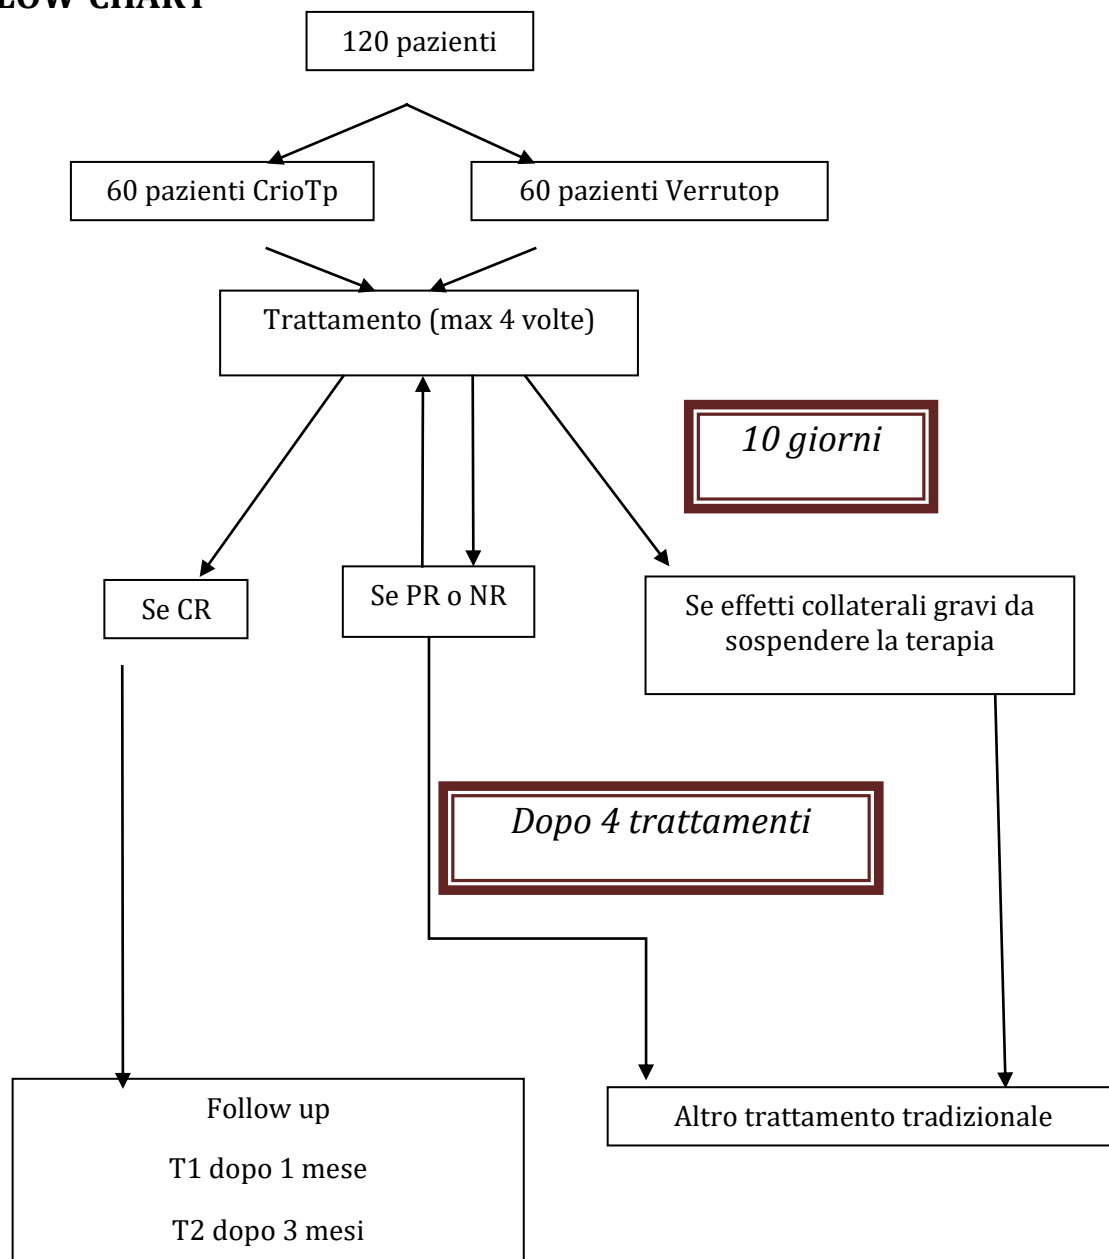 LOW CHART
120 pazienti
60 pazienti CrioTp
60 pazienti Verrutop
Trattamento (max 4 volte)
10 giorni
Se CR
Se PR o NR
Se effetti collaterali gravi da
sospendere la terapia
Dopo 4 trattamenti
Follow up
T1 dopo 1 mese
T2 dopo 3 mesi
Altro trattamento tradizionale